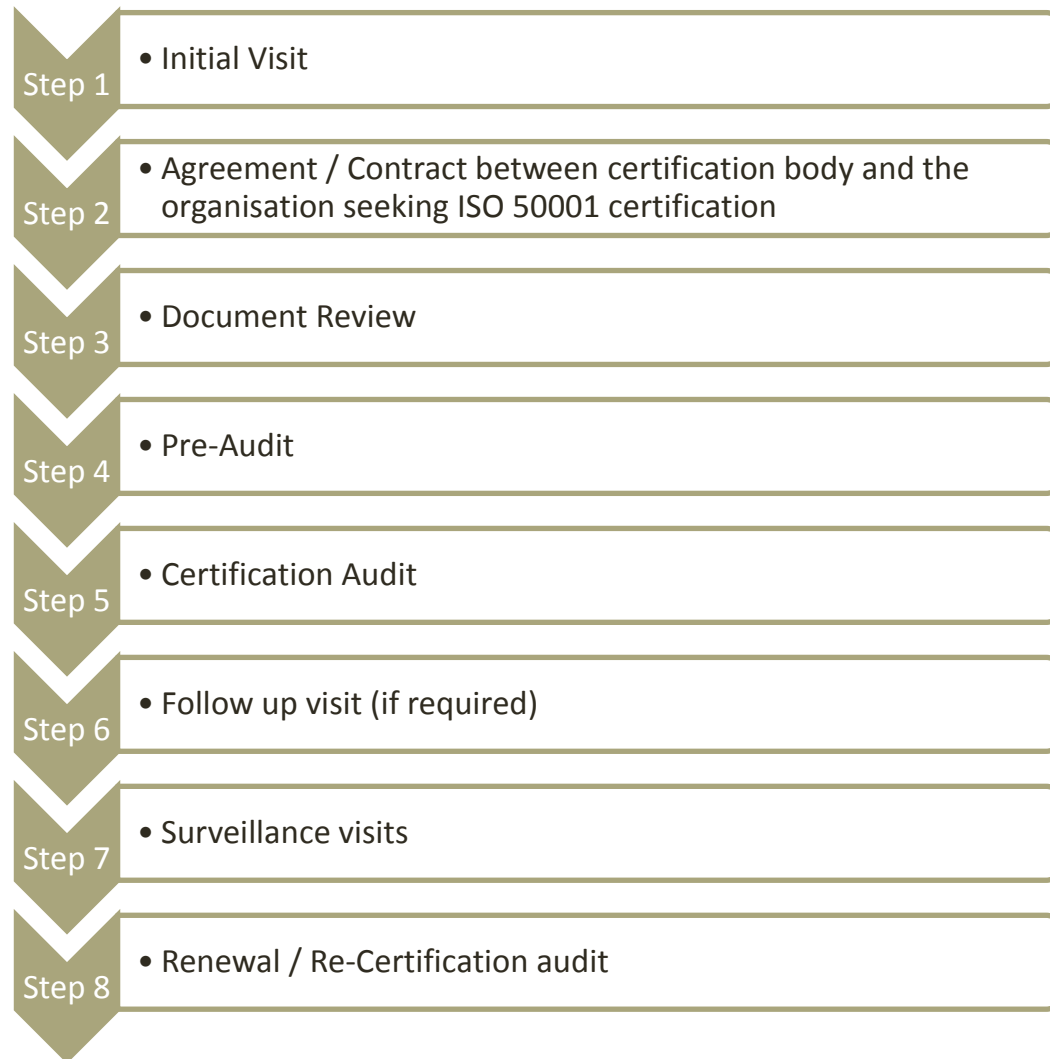 Step 1
• Initial Visit
Step 2
• Agreement / Contract between certification body and the
organisation seeking ISO 50001 certification
Step 3
• Document Review
Step 4
• Pre-Audit
Step 5
• Certification Audit
Step 6
• Follow up visit (if required)
Step 7
• Surveillance visits
Step 8
• Renewal / Re-Certification audit